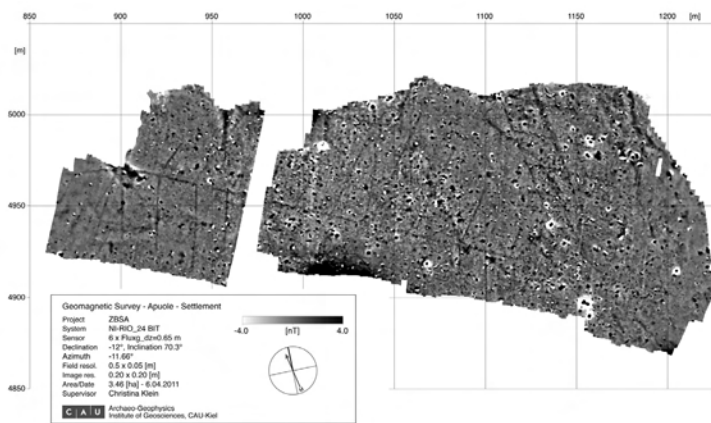 850 900 950 1000 1050 1100 1150 [m] 1200
[m]
5000
4950
4900
4850
Geomagnetic Survey - Apuole - Settlement
Project ZBSA
System NI-RIO_24 BIT
Sensor 6 x Fluxg_dz=0.65 m
Declination -12°, Inclination 70.3°
Azimuth -11.66°
Field resol. 0.5 x 0.05 [m]
Image res. 0.20 x 0.20 [m]
Area/Date 3.46 [ha] - 6.04.2011
Supervisor Christina Klein
-4.0 [nT] 4.0
CAU Archaeo-Geophysics
Institute of Geosciences, CAU-Kiel